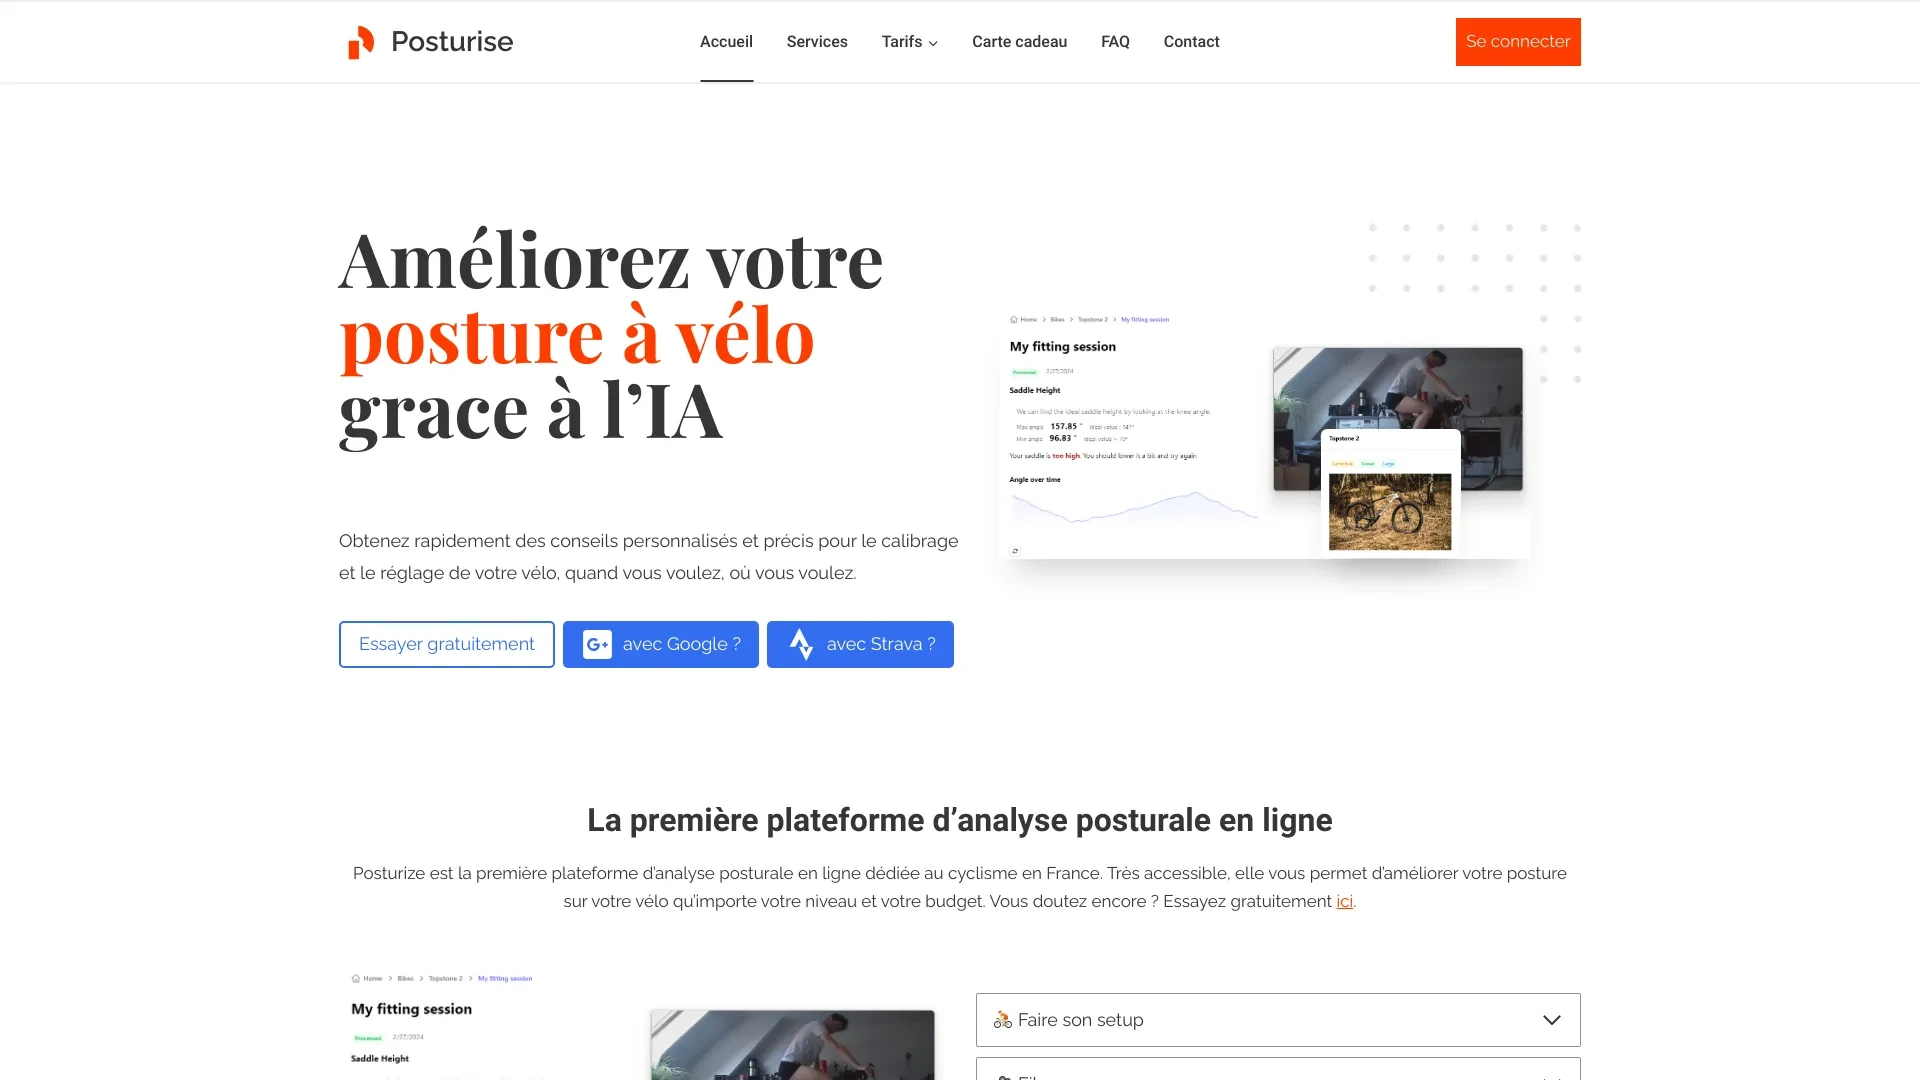 Posturise
Accueil
Services
Tarifs
Carte cadeau
FAQ
Contact
Se connecter
Améliorez votre
posture à vélo
grace à l’IA
Obtenez rapidement des conseils personnalisés et précis pour le calibrage
et le réglage de votre vélo, quand vous voulez, où vous voulez.
Essayer gratuitement
G+ avec Google ?
avec Strava ?
Home > Bikes > Topstone 2 > My fitting session
My fitting session
Processed 2/27/2024
Saddle Height
We can find the ideal saddle height by looking at the knee angle.
Max angle 157.85 ° ideal value : 147°
Min angle 96.83 ° ideal value > 70°
Your saddle is too high. You should lower it a bit and try again
Angle over time
Topstone 2
Gravel
Large
La première plateforme d’analyse posturale en ligne
Posturize est la première plateforme d’analyse posturale en ligne dédiée au cyclisme en France. Très accessible, elle vous permet d’améliorer votre posture
sur votre vélo qu’importe votre niveau et votre budget. Vous doutez encore ? Essayez gratuitement ici.
Home > Bikes > Topstone 2 > My fitting session
My fitting session
Processed 2/27/2024
Saddle Height
Faire son setup